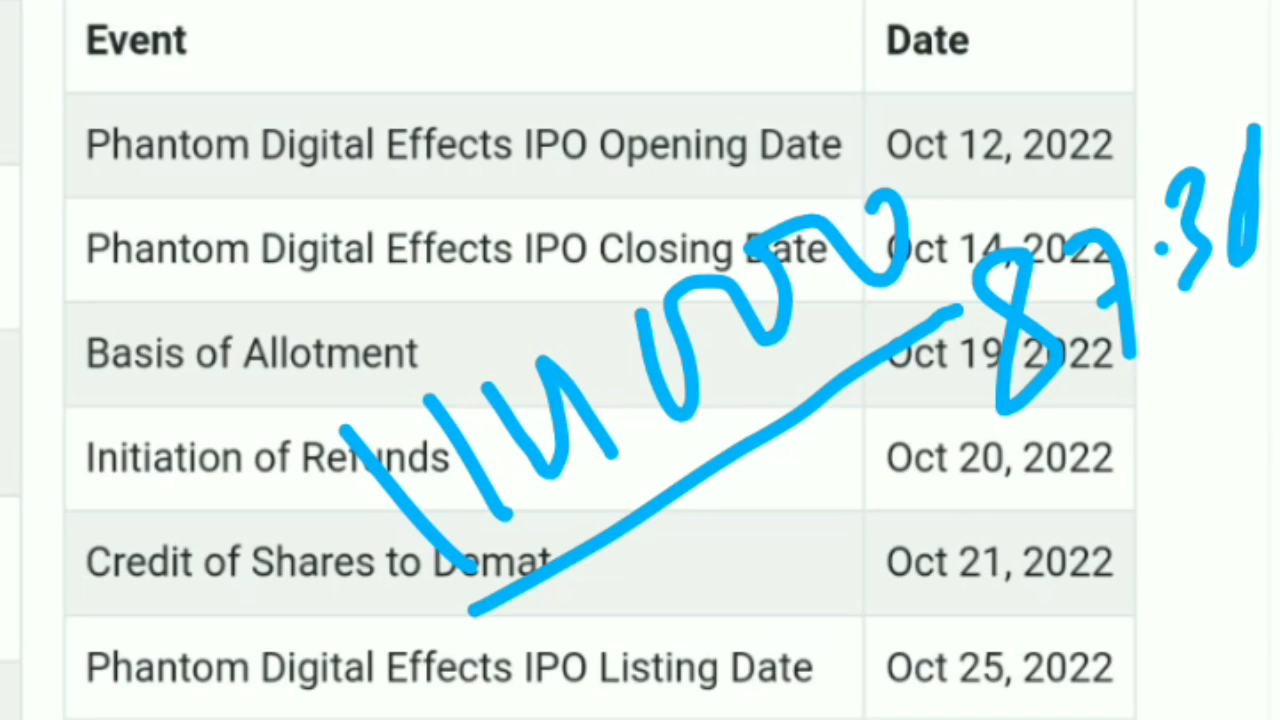 Event Date
Phantom Digital Effects IPO Opening Date Oct 12, 2022
Phantom Digital Effects IPO Closing Date Oct 14, 2022
Basis of Allotment Oct 19, 2022
Initiation of Refunds Oct 20, 2022
Credit of Shares to Demat Oct 21, 2022
Phantom Digital Effects IPO Listing Date Oct 25, 2022
114000